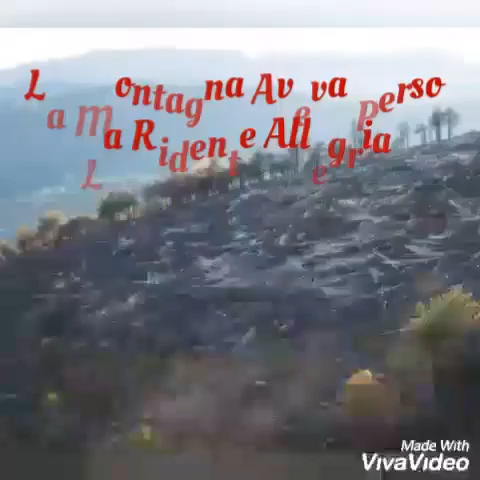 La Montagna Aveva perso
La Ridente Allegria
Made With
VivaVideo